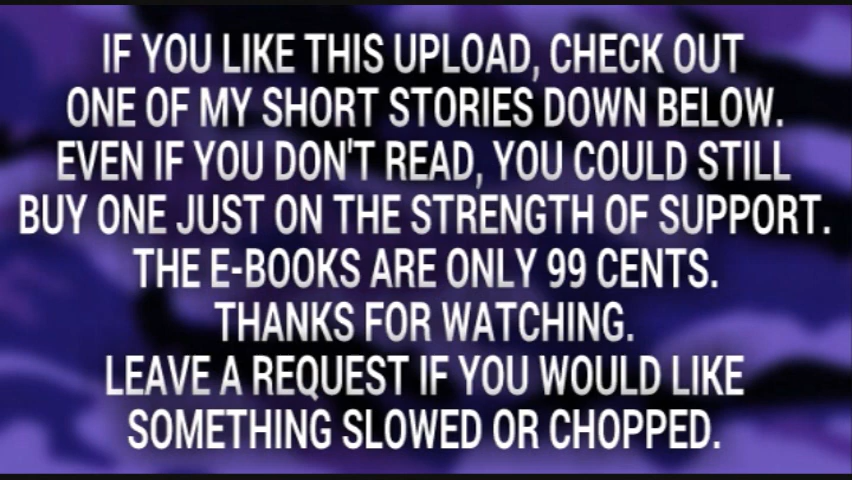 IF YOU LIKE THIS UPLOAD, CHECK OUT
ONE OF MY SHORT STORIES DOWN BELOW.
EVEN IF YOU DON'T READ, YOU COULD STILL
BUY ONE JUST ON THE STRENGTH OF SUPPORT.
THE E-BOOKS ARE ONLY 99 CENTS.
THANKS FOR WATCHING.
LEAVE A REQUEST IF YOU WOULD LIKE
SOMETHING SLOWED OR CHOPPED.